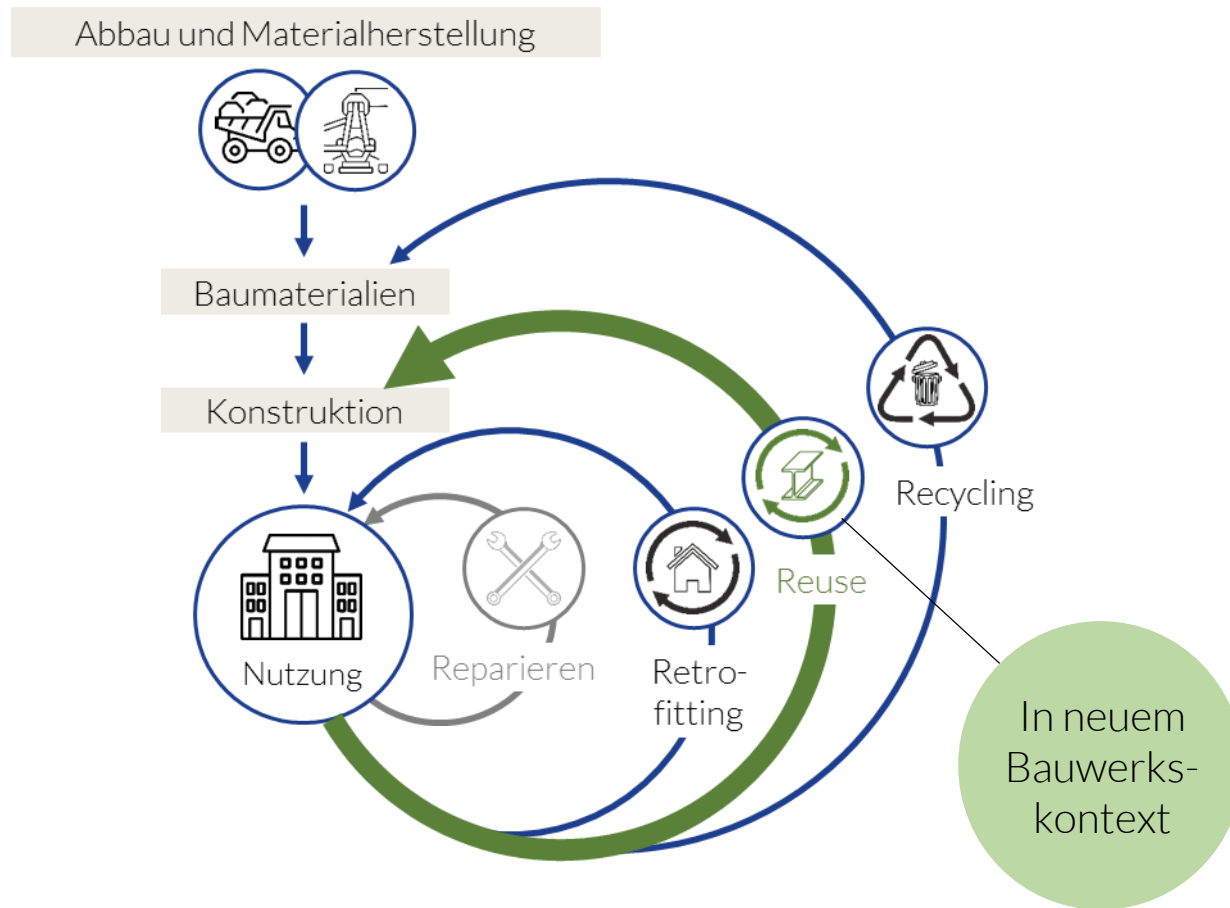 Abbau und Materialherstellung
Baumaterialien
Konstruktion
Recycling
Reuse
Nutzung
Reparieren
Retro-
fitting
In neuem
Bauwerks-
kontext